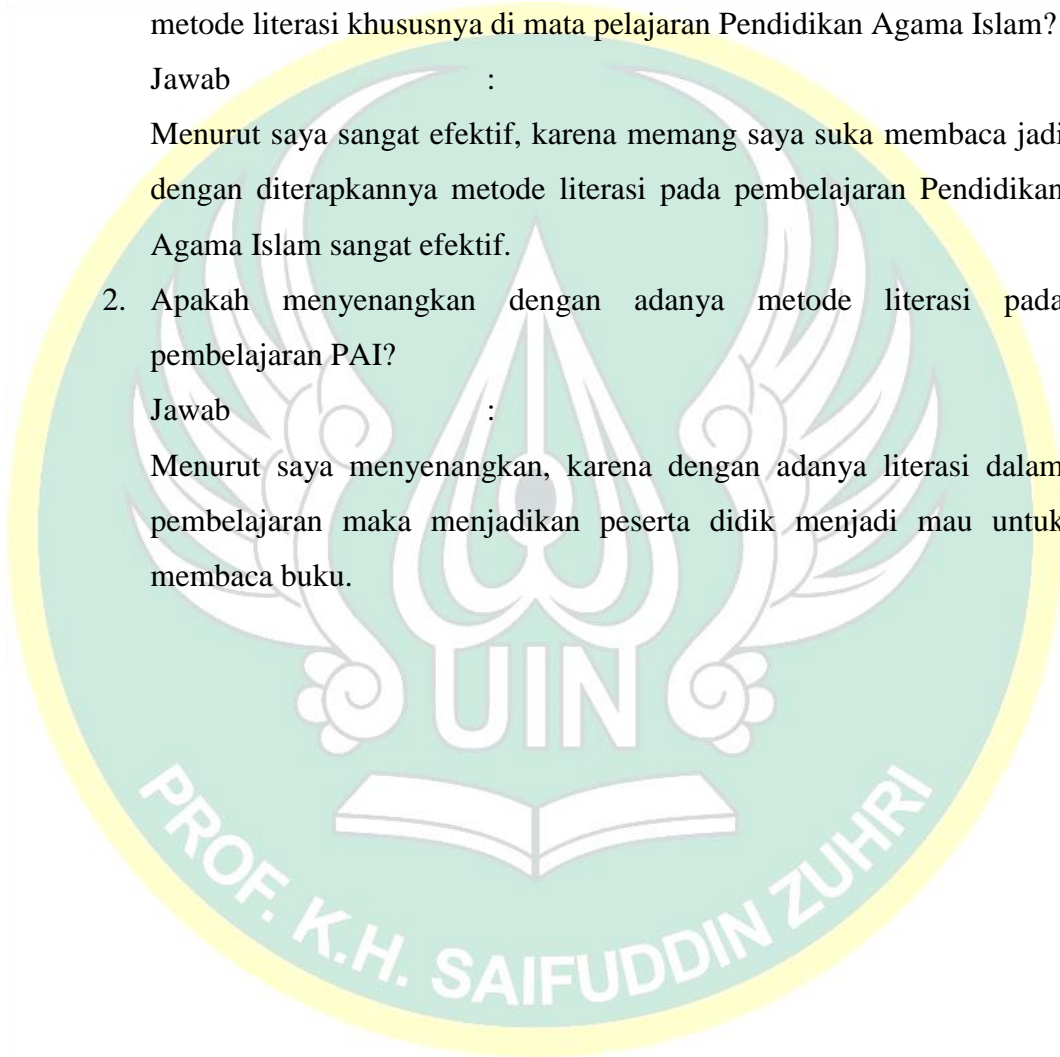 metode literasi khususnya di mata pelajaran Pendidikan Agama Islam?
Jawab :
Menurut saya sangat efektif, karena memang saya suka membaca jadi
dengan diterapkannya metode literasi pada pembelajaran Pendidikan
Agama Islam sangat efektif.
2. Apakah menyenangkan dengan adanya metode literasi pada
pembelajaran PAI?
Jawab :
Menurut saya menyenangkan, karena dengan adanya literasi dalam
pembelajaran maka menjadikan peserta didik menjadi mau untuk
membaca buku.
UIN
PROF. K.H. SAIFUDDIN ZUHRI